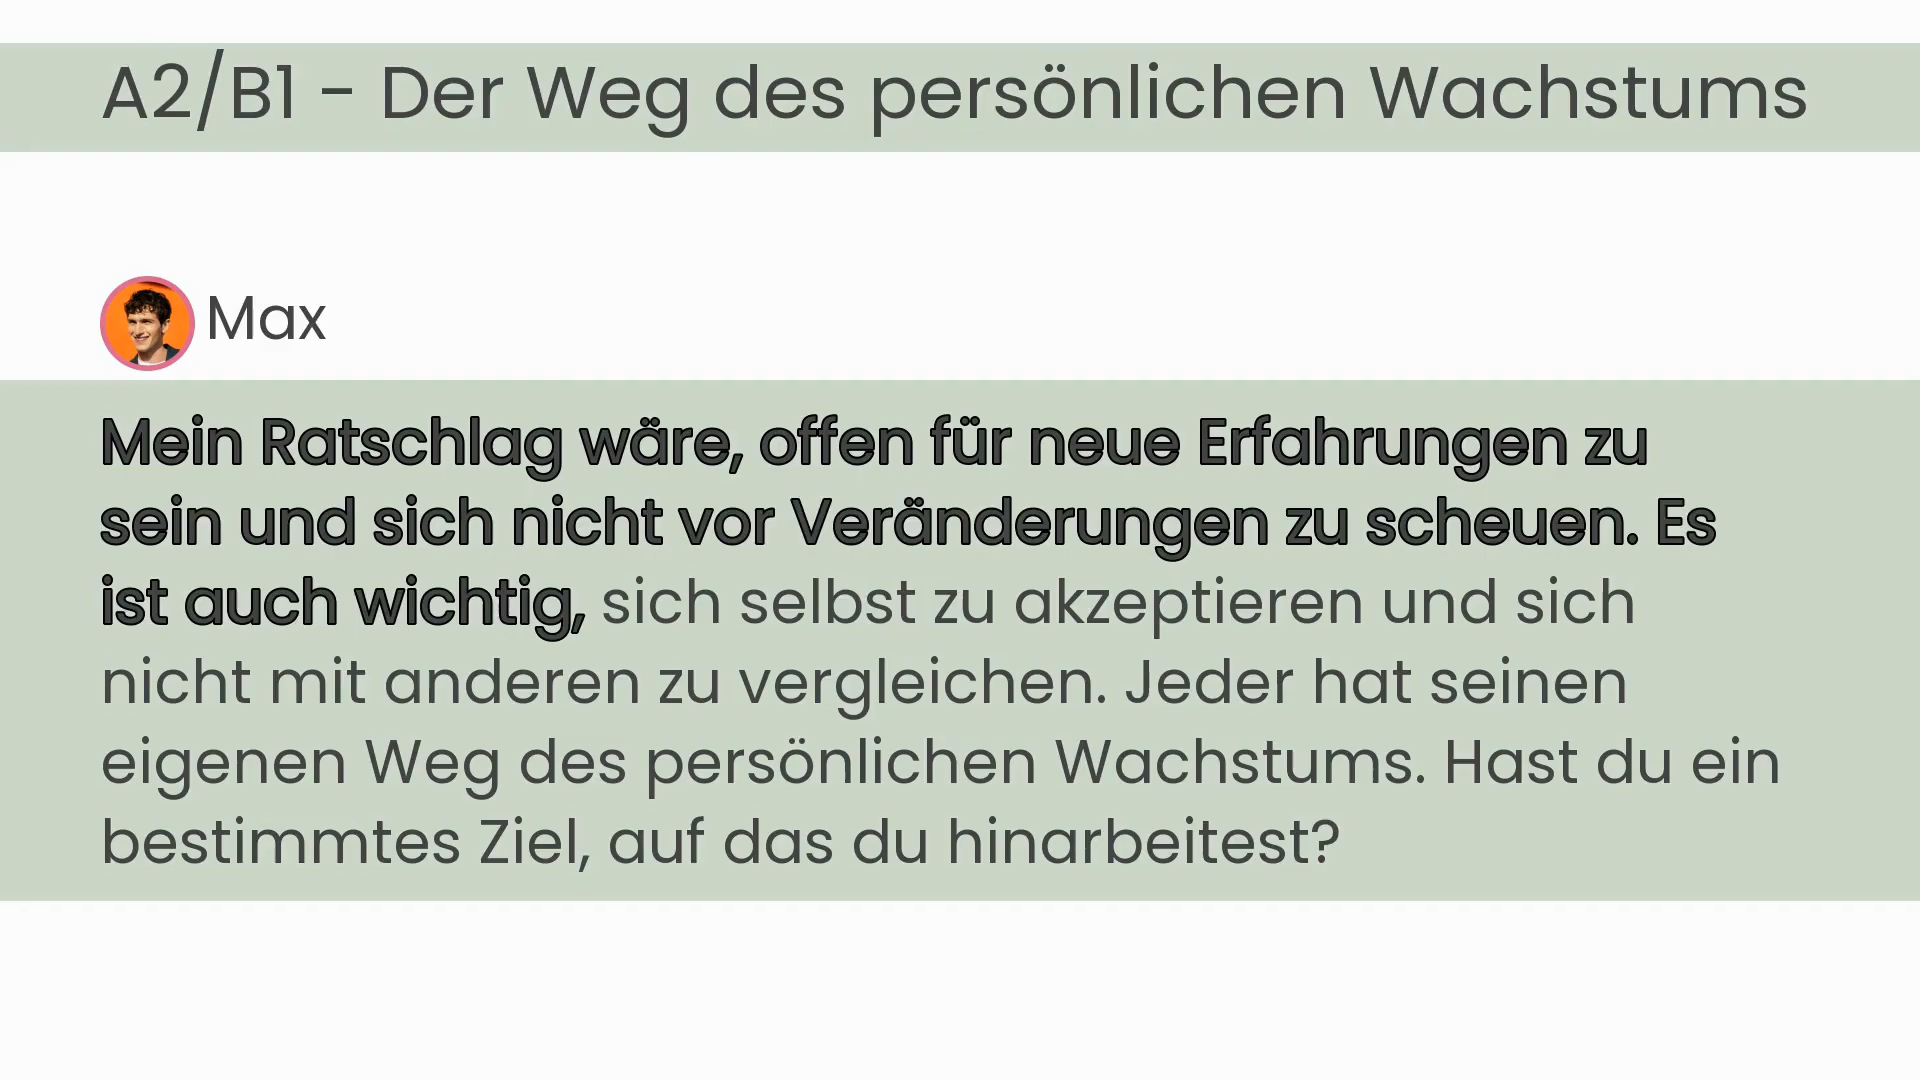 A2/B1 - Der Weg des persönlichen Wachstums
Max
Mein Ratschlag wäre, offen für neue Erfahrungen zu
sein und sich nicht vor Veränderungen zu scheuen. Es
ist auch wichtig, sich selbst zu akzeptieren und sich
nicht mit anderen zu vergleichen. Jeder hat seinen
eigenen Weg des persönlichen Wachstums. Hast du ein
bestimmtes Ziel, auf das du hinarbeitest?